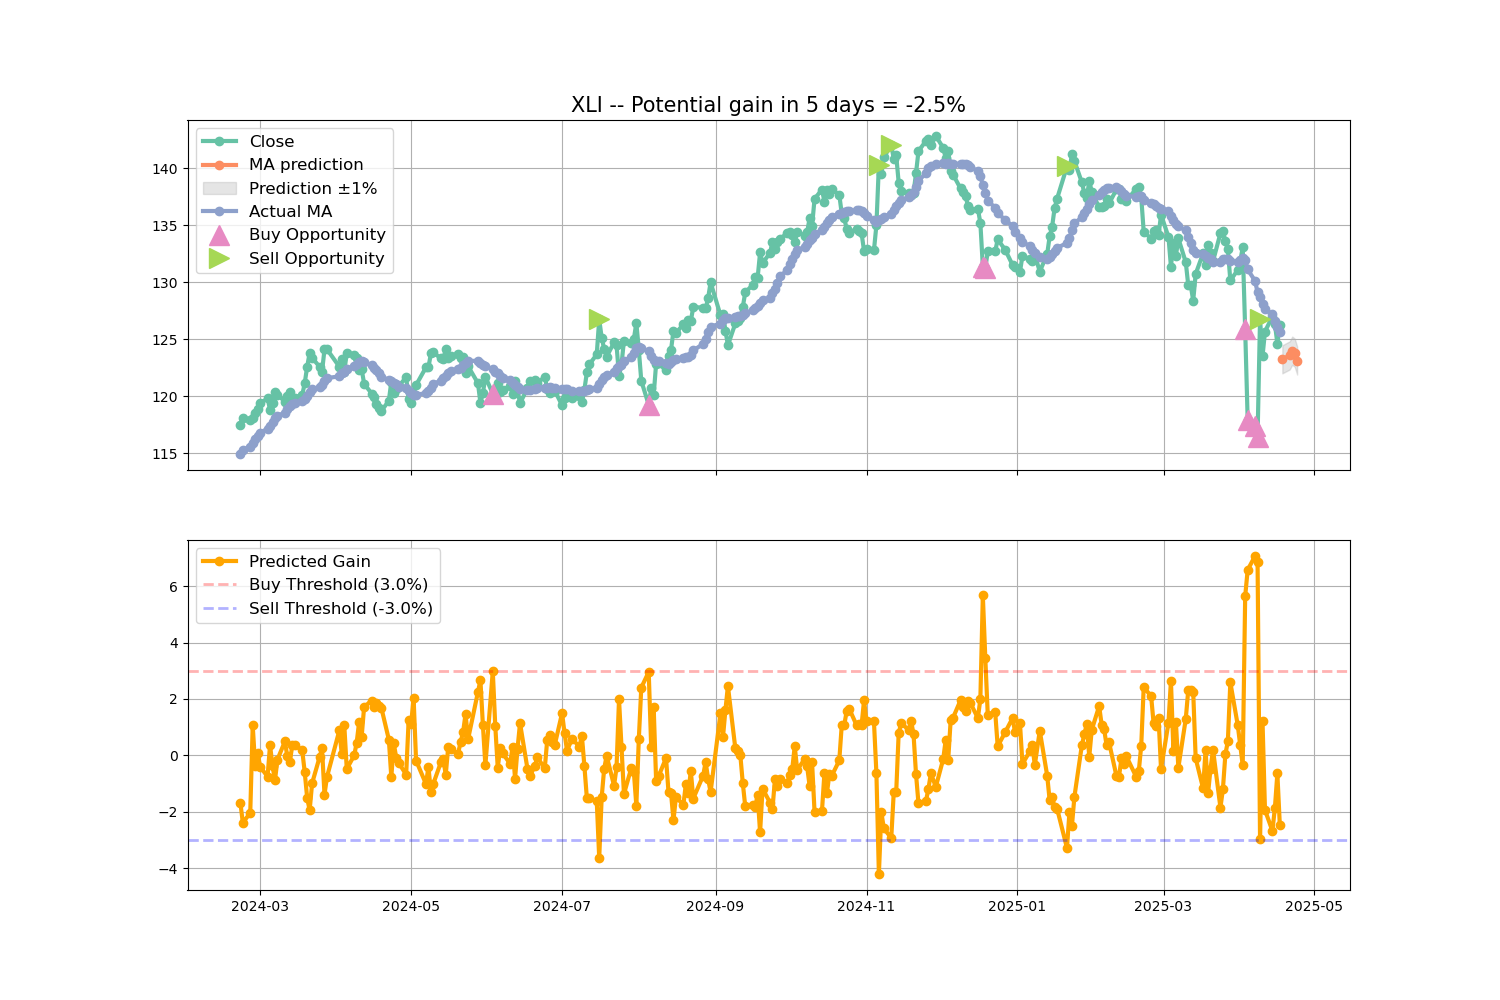 XLI -- Potential gain in 5 days = -2.5%
Close
MA prediction
Prediction ±1%
Actual MA
Buy Opportunity
Sell Opportunity
140
135
130
125
120
115
Predicted Gain
Buy Threshold (3.0%)
Sell Threshold (-3.0%)
6
4
2
0
−2
−4
2024-03
2024-05
2024-07
2024-09
2024-11
2025-01
2025-03
2025-05